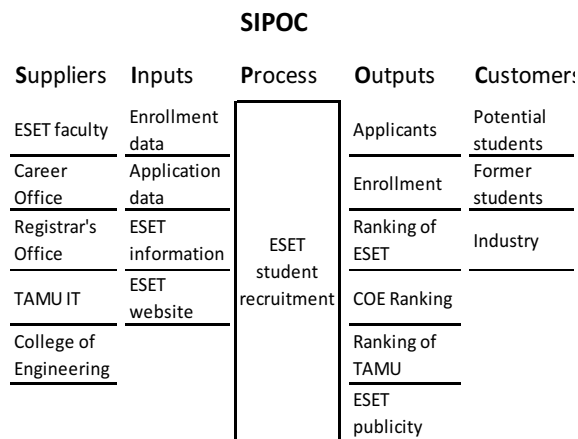 SIPOC
Suppliers Inputs Process Outputs Customers
ESET faculty
Career
Office
Registrar's
Office
TAMU IT
College of
Engineering
Enrollment
data
Application
data
ESET
information
ESET
website
ESET
student
recruitment
Applicants
Enrollment
Ranking of
ESET
COE Ranking
Ranking of
TAMU
ESET
publicity
Potential
students
Former
students
Industry